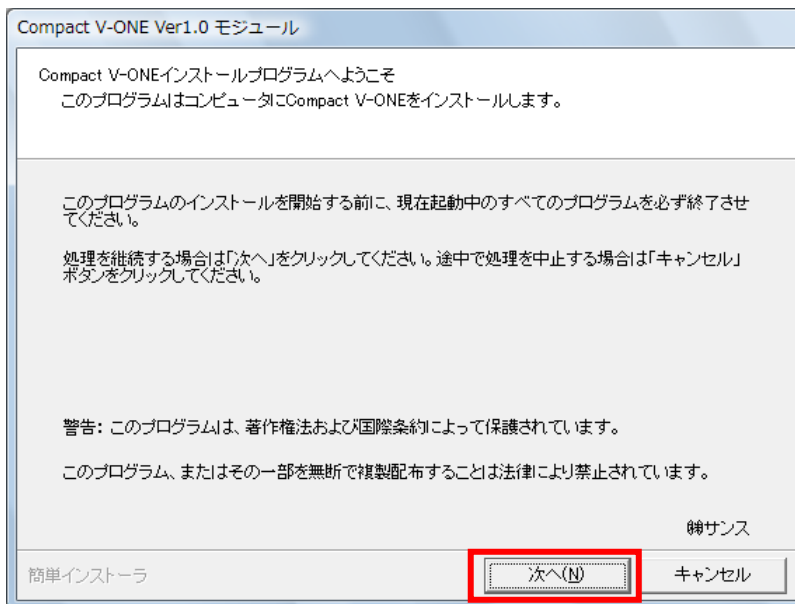 Compact V-ONE Ver1.0 モジュール
Compact V-ONEインストールプログラムへようこそ
このプログラムはコンピュータにCompact V-ONEをインストールします。
このプログラムのインストールを開始する前に、現在起動中のすべてのプログラムを必ず終了させ
てください。
処理を継続する場合は「次へ」をクリックしてください。途中で処理を中止する場合は「キャンセル」
ボタンをクリックしてください。
警告: このプログラムは、著作権法および国際条約によって保護されています。
このプログラム、またはその一部を無断で複製配布することは法律により禁止されています。
㈱サンス
簡単インストーラ
次へ(N)
キャンセル